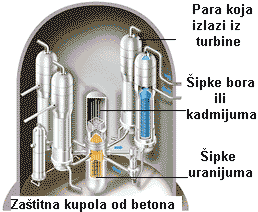 Para koja
izlazi iz
turbine
Šipke bora
ili
kadmijuma
Šipke
uranijuma
Zaštitna kupola od betona